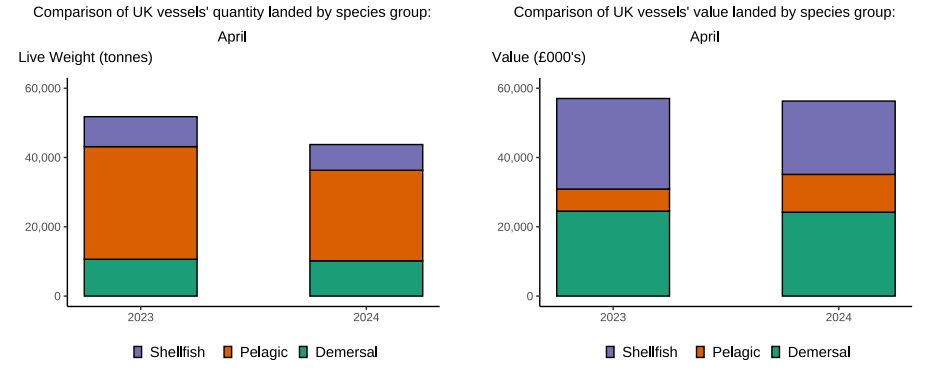 Comparison of UK vessels' quantity landed by species group:
April
Live Weight (tonnes)
60,000
40,000
20,000
0
2023 2024
Shellfish Pelagic Demersal
Comparison of UK vessels' value landed by species group:
April
Value (£000's)
60,000
40,000
20,000
0
2023 2024
Shellfish Pelagic Demersal